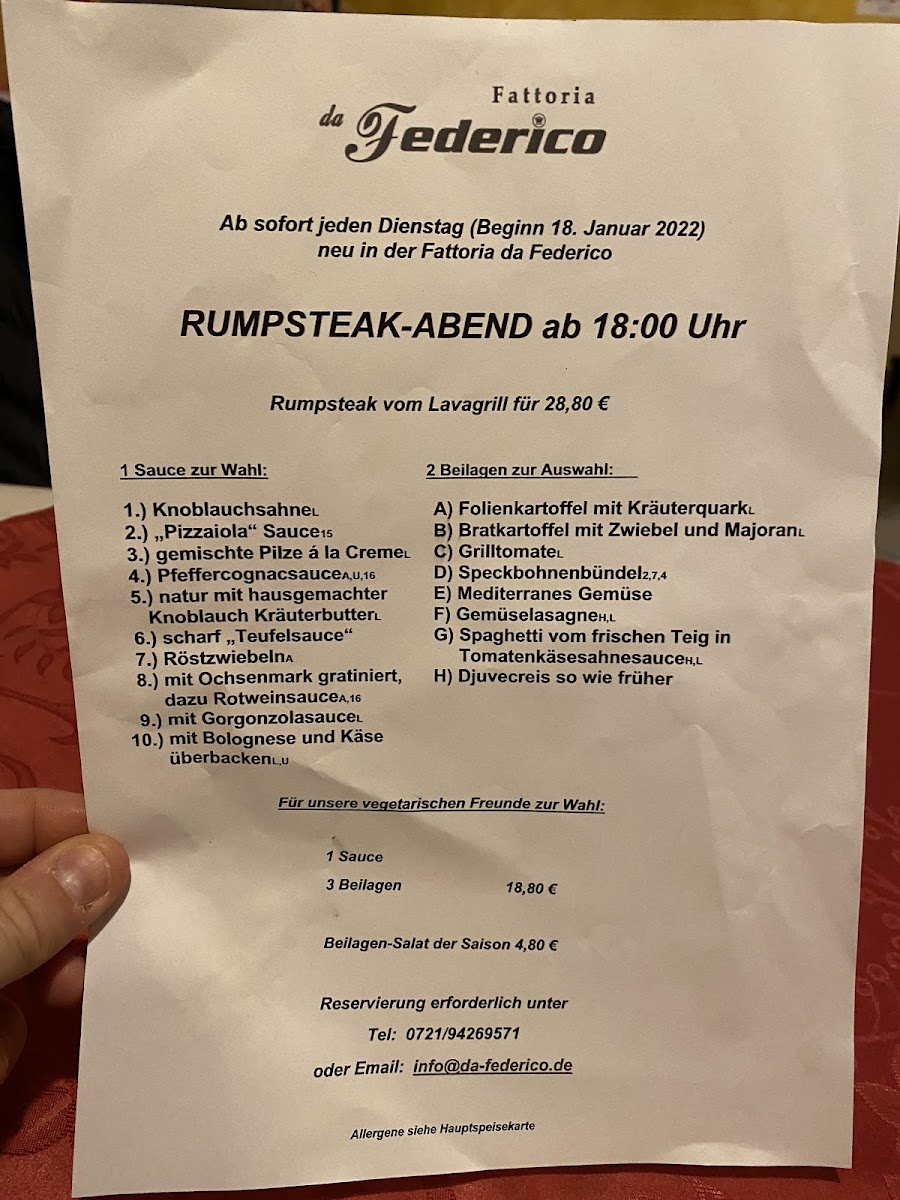 Fattoria
da Federico
Ab sofort jeden Dienstag (Beginn 18. Januar 2022)
neu in der Fattoria da Federico
RUMPSTEAK-ABEND ab 18:00 Uhr
Rumpsteak vom Lavagrill für 28,80 €
1 Sauce zur Wahl:
1.) KnoblauchsahneL
2.) „Pizzaiola“ Sauce15
3.) gemischte Pilze á la CremeL
4.) PfeffercognacsauceA,U,16
5.) natur mit hausgemachter
Knoblauch KräuterbutterL
6.) scharf „Teufelsauce“
7.) RöstzwiebelnA
8.) mit Ochsenmark gratiniert,
dazu RotweinsauceA,16
9.) mit GorgonzolasauceL
10.) mit Bolognese und Käse
überbackenL,U
2 Beilagen zur Auswahl:
A) Folienkartoffel mit KräuterquarkL
B) Bratkartoffel mit Zwiebel und MajoranL
C) GrilltomateL
D) Speckbohnenbündel2,7,4
E) Mediterranes Gemüse
F) GemüselasagneH,L
G) Spaghetti vom frischen Teig in
TomatenkäsesahnesauceH,L
H) Djuvecreis so wie früher
Für unsere vegetarischen Freunde zur Wahl:
1 Sauce
3 Beilagen 18,80 €
Beilagen-Salat der Saison 4,80 €
Reservierung erforderlich unter
Tel: 0721/94269571
oder Email: info@da-federico.de
Allergene siehe Hauptspeisekarte